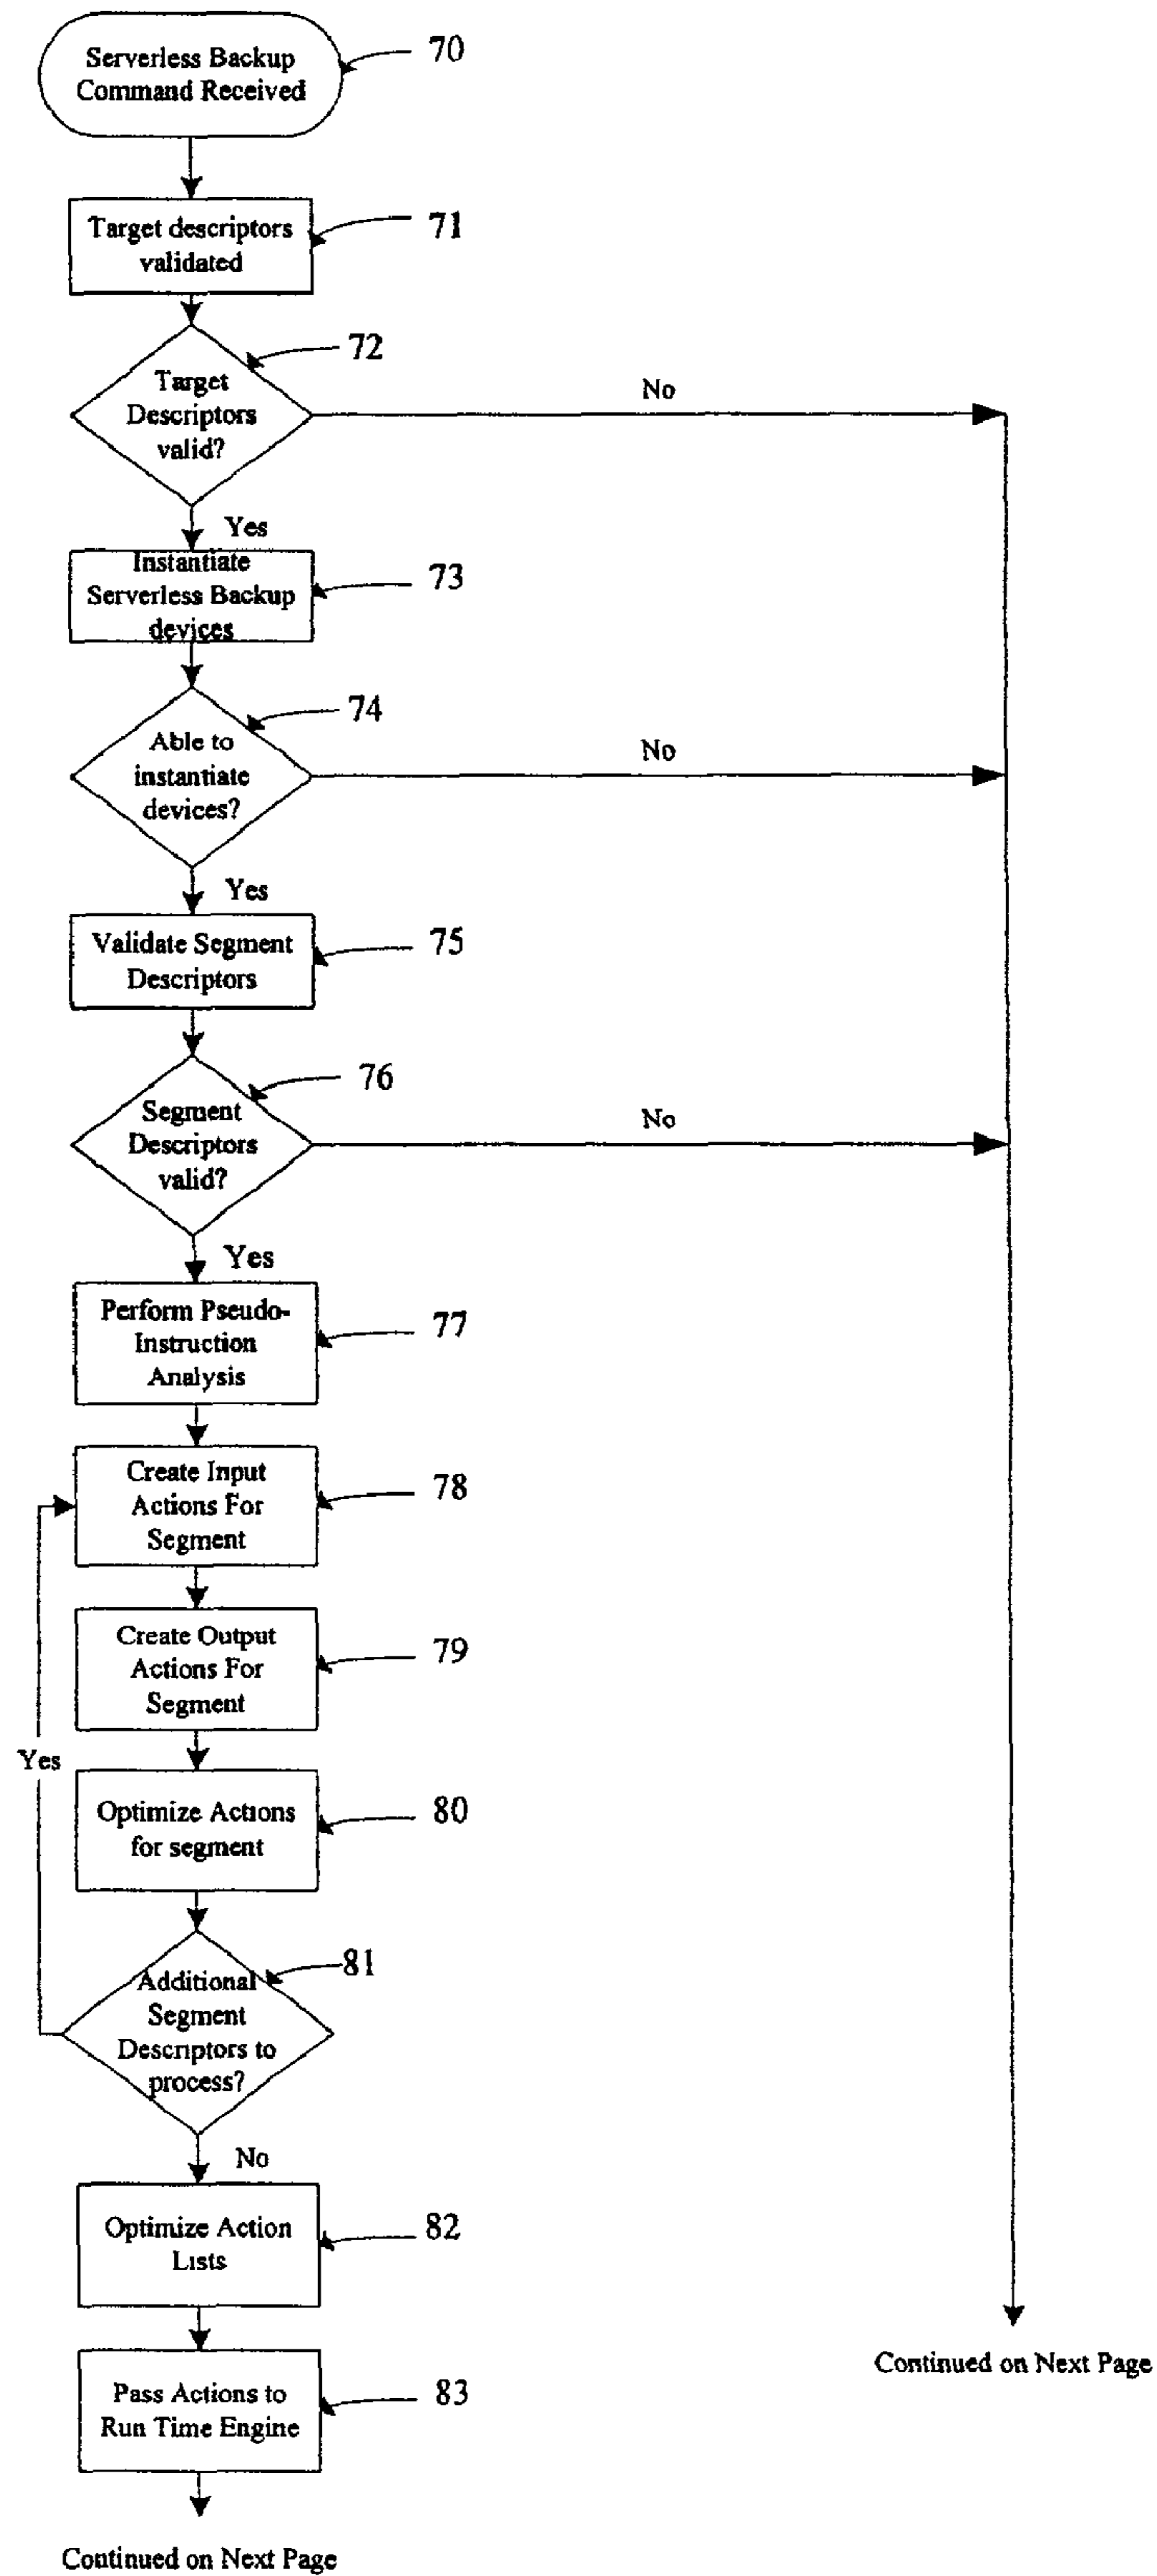 Serverless Backup
Command Received
70
Target descriptors
validated
71
72
Target
Descriptors
valid?
No
Yes
Instantiate
Serverless Backup
devices
73
74
Able to
instantiate
devices?
No
Yes
Validate Segment
Descriptors
75
76
Segment
Descriptors
valid?
No
Yes
Perform Pseudo-
Instruction
Analysis
77
Create Input
Actions For
Segment
78
Create Output
Actions For
Segment
79
Yes
Optimize Actions
for segment
80
81
Additional
Segment
Descriptors to
process?
No
Optimize Action
Lists
82
Continued on Next Page
Pass Actions to
Run Time Engine
83
Continued on Next Page